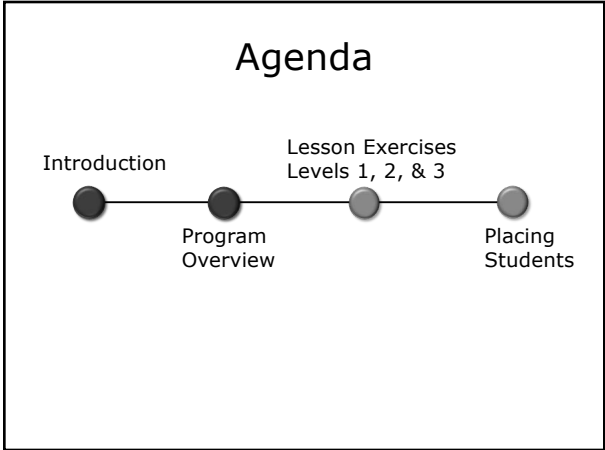 Agenda
Introduction
Program
Overview
Lesson Exercises
Levels 1, 2, & 3
Placing
Students